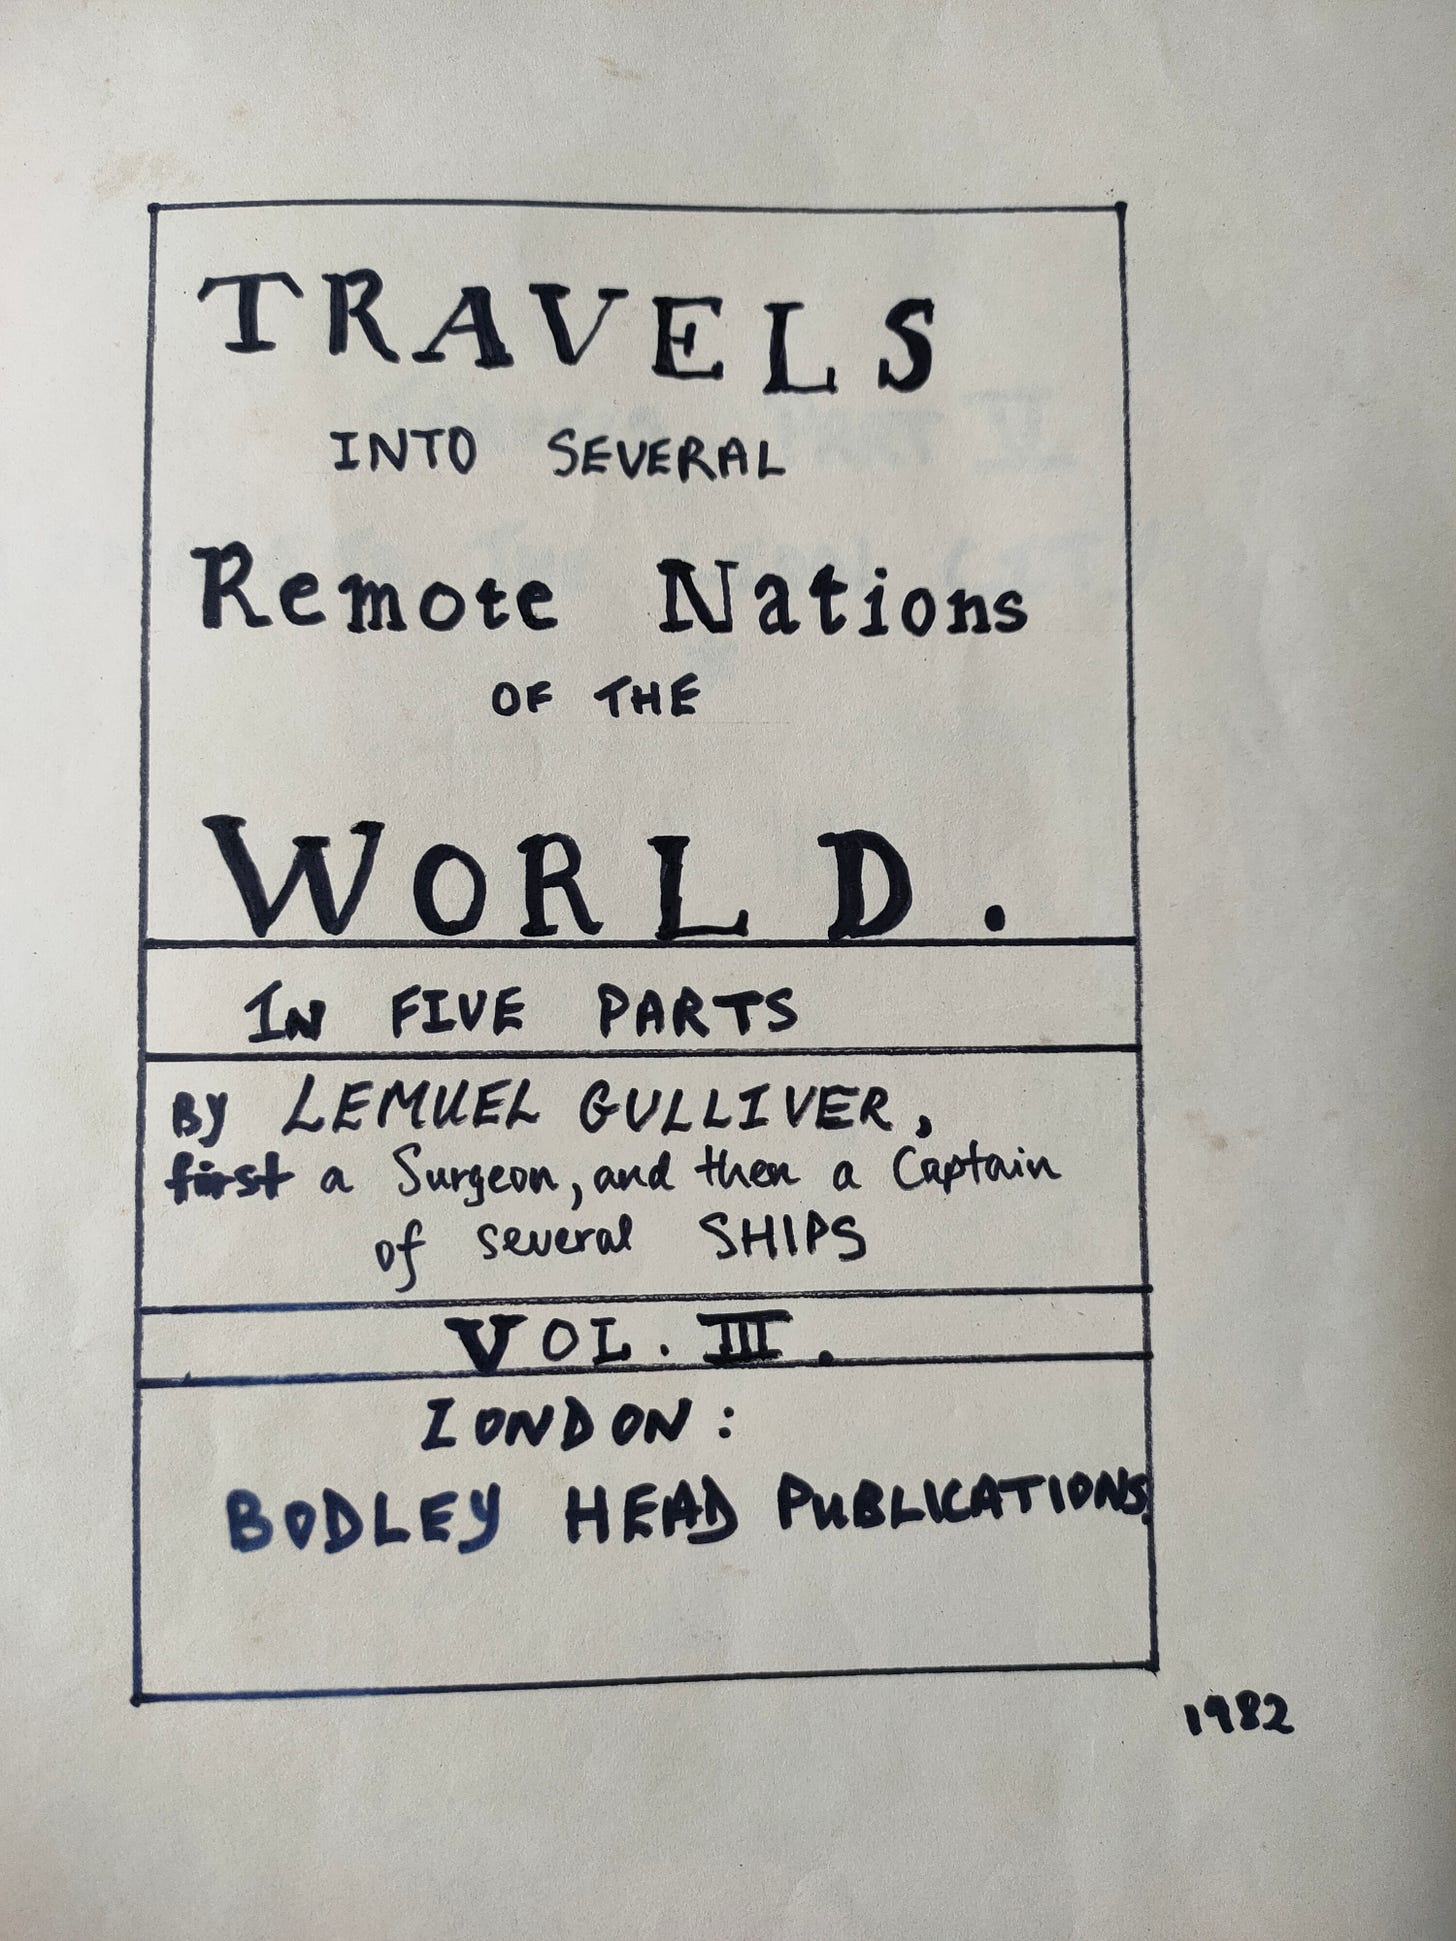 TRAVELS
INTO SEVERAL
Remote Nations
OF THE
WORLD.
IN FIVE PARTS
BY LEMUEL GULLIVER,
first a Surgeon, and then a Captain
of several SHIPS
VOL. III.
LONDON:
BODLEY HEAD PUBLICATIONS.
1982